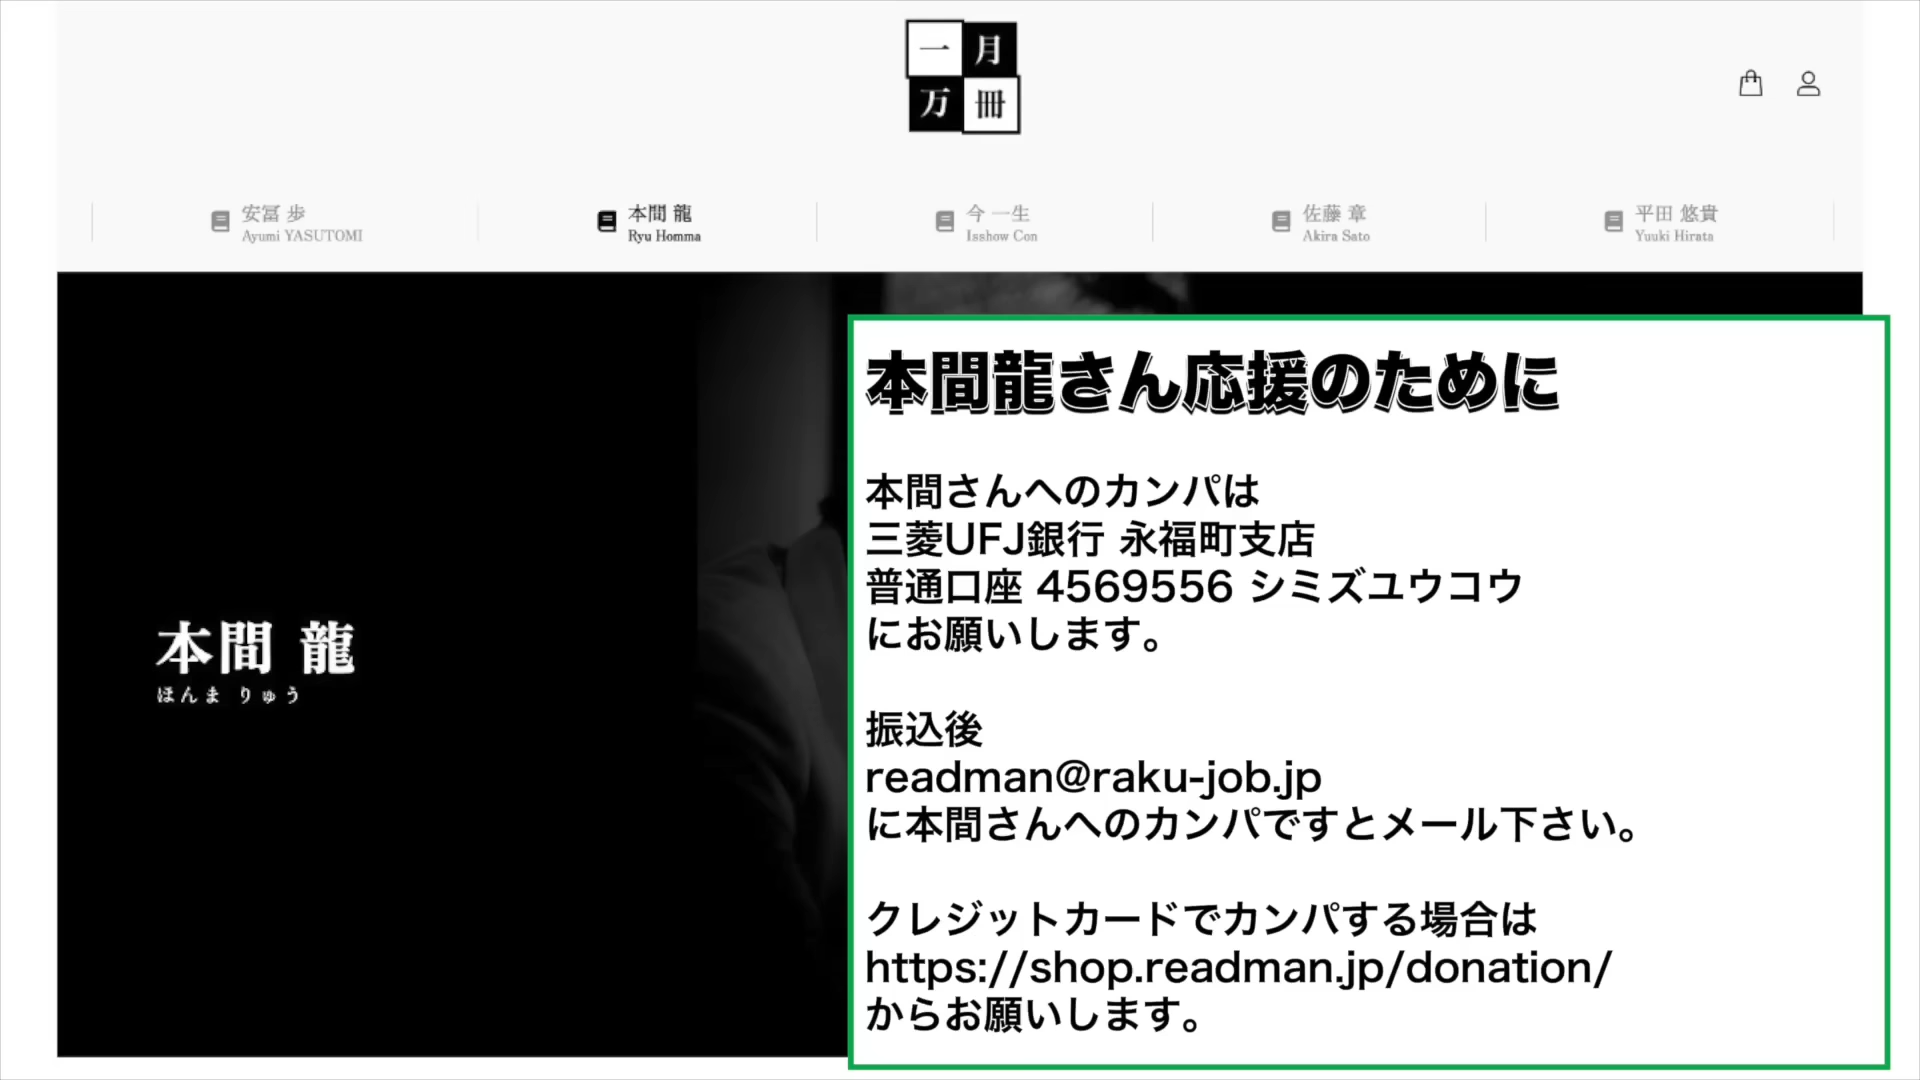 一月
万冊
安冨 歩
Ayumi YASUTOMI
本間 龍
Ryu Homma
今 一生
Isshow Con
佐藤 章
Akira Sato
平田 悠貴
Yuuki Hirata
本間 龍
ほんま りゅう
本間龍さん応援のために
本間さんへのカンパは
三菱UFJ銀行 永福町支店
普通口座 4569556 シミズユウコウ
にお願いします。
振込後
readman@raku-job.jp
に本間さんへのカンパですとメール下さい。
クレジットカードでカンパする場合は
https://shop.readman.jp/donation/
からお願いします。